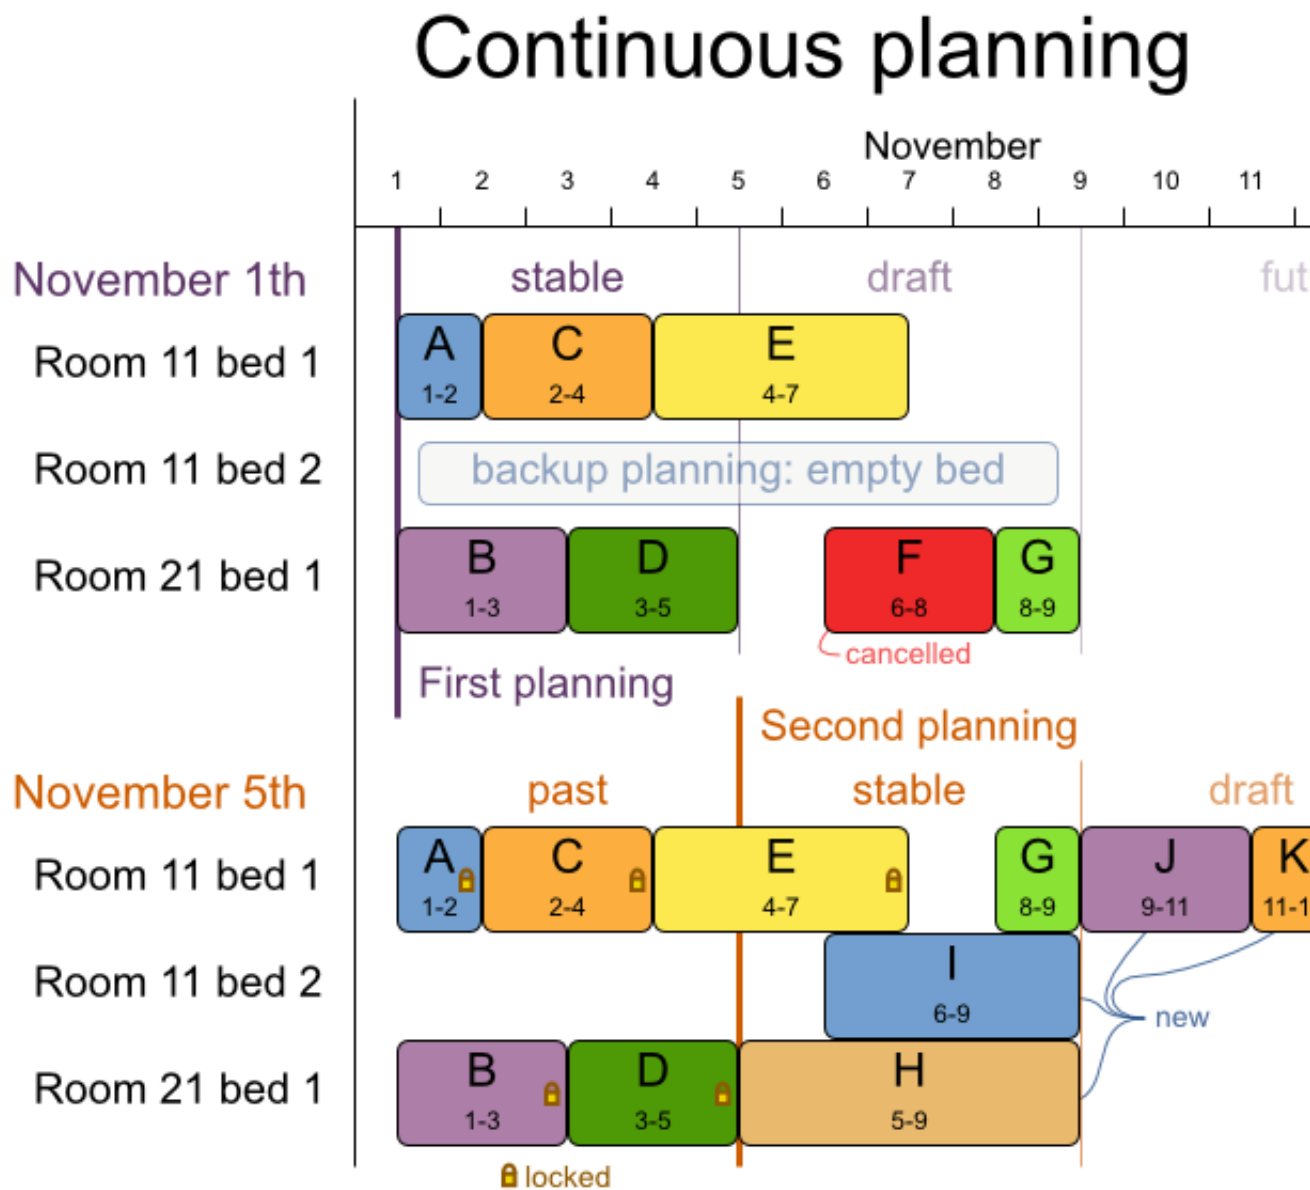 Continuous planning
November
1 2 3 4 5 6 7 8 9 10 11
November 1th stable draft fut
Room 11 bed 1
A C E
1-2 2-4 4-7
Room 11 bed 2 backup planning: empty bed
Room 21 bed 1
B D F G
1-3 3-5 6-8 8-9
cancelled
First planning
Second planning
November 5th past stable draft
Room 11 bed 1
A C E G J K
1-2 2-4 4-7 8-9 9-11 11-1
Room 11 bed 2
I
6-9
new
Room 21 bed 1
B D H
1-3 3-5 5-9
locked